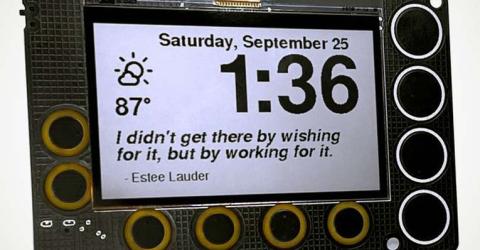 Saturday, September 25
1:36
87°
I didn't get there by wishing
for it, but by working for it.
- Estee Lauder